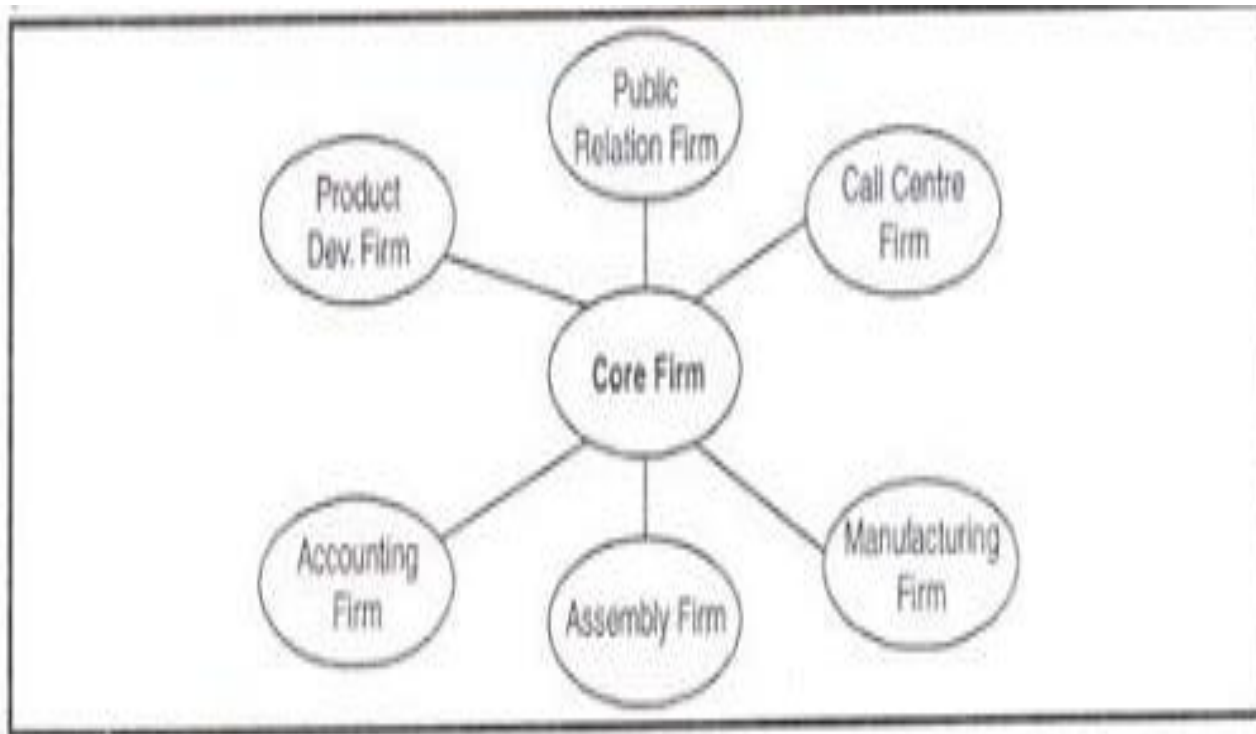 Public
Relation Firm
Product
Dev. Firm
Call Centre
Firm
Core Firm
Accounting
Firm
Assembly Firm
Manufacturing
Firm